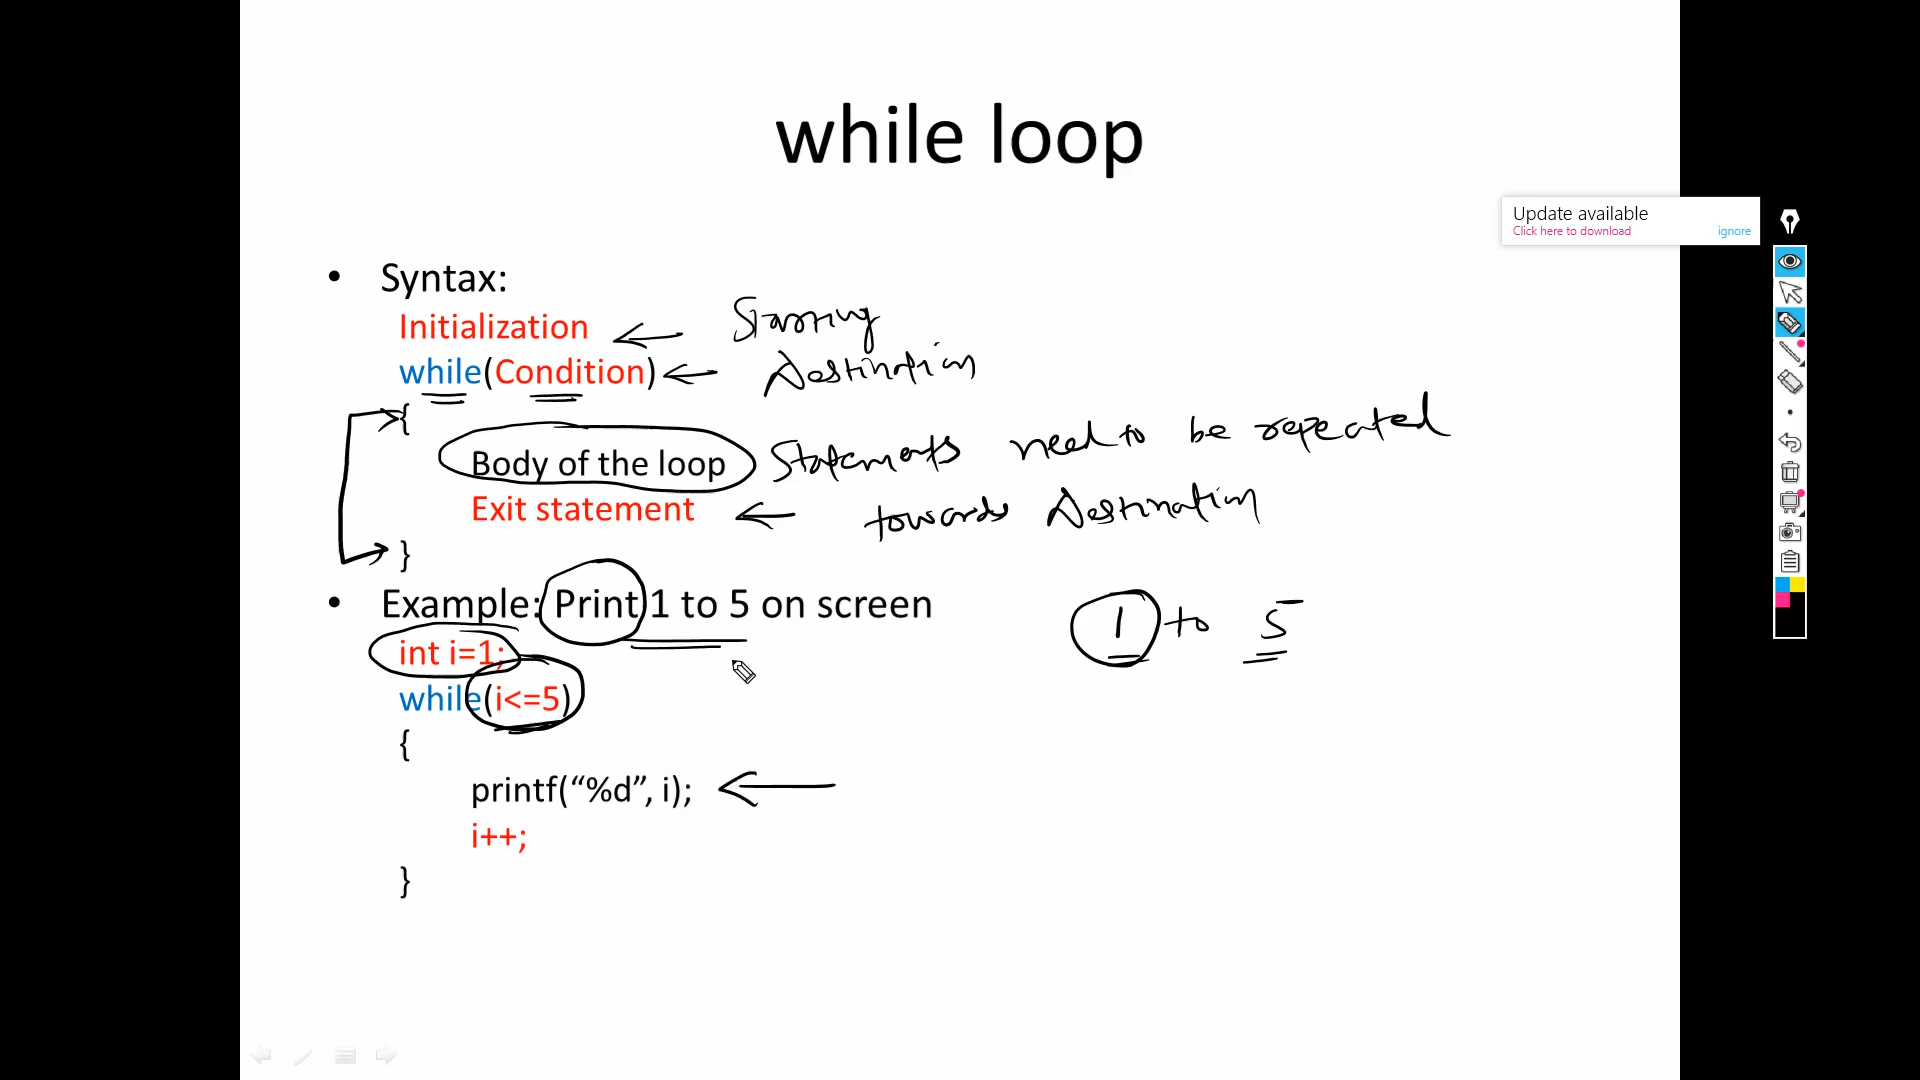 while loop
Update available
Click here to download ignore
• Syntax:
Initialization ← Starting
while(Condition) ← Destination
{
Body of the loop Statements need to be repeated
Exit statement ← towards Destination
}
• Example: Print 1 to 5 on screen
1 to 5
int i=1;
while(i<=5)
{
printf(“%d”, i); ←
i++;
}